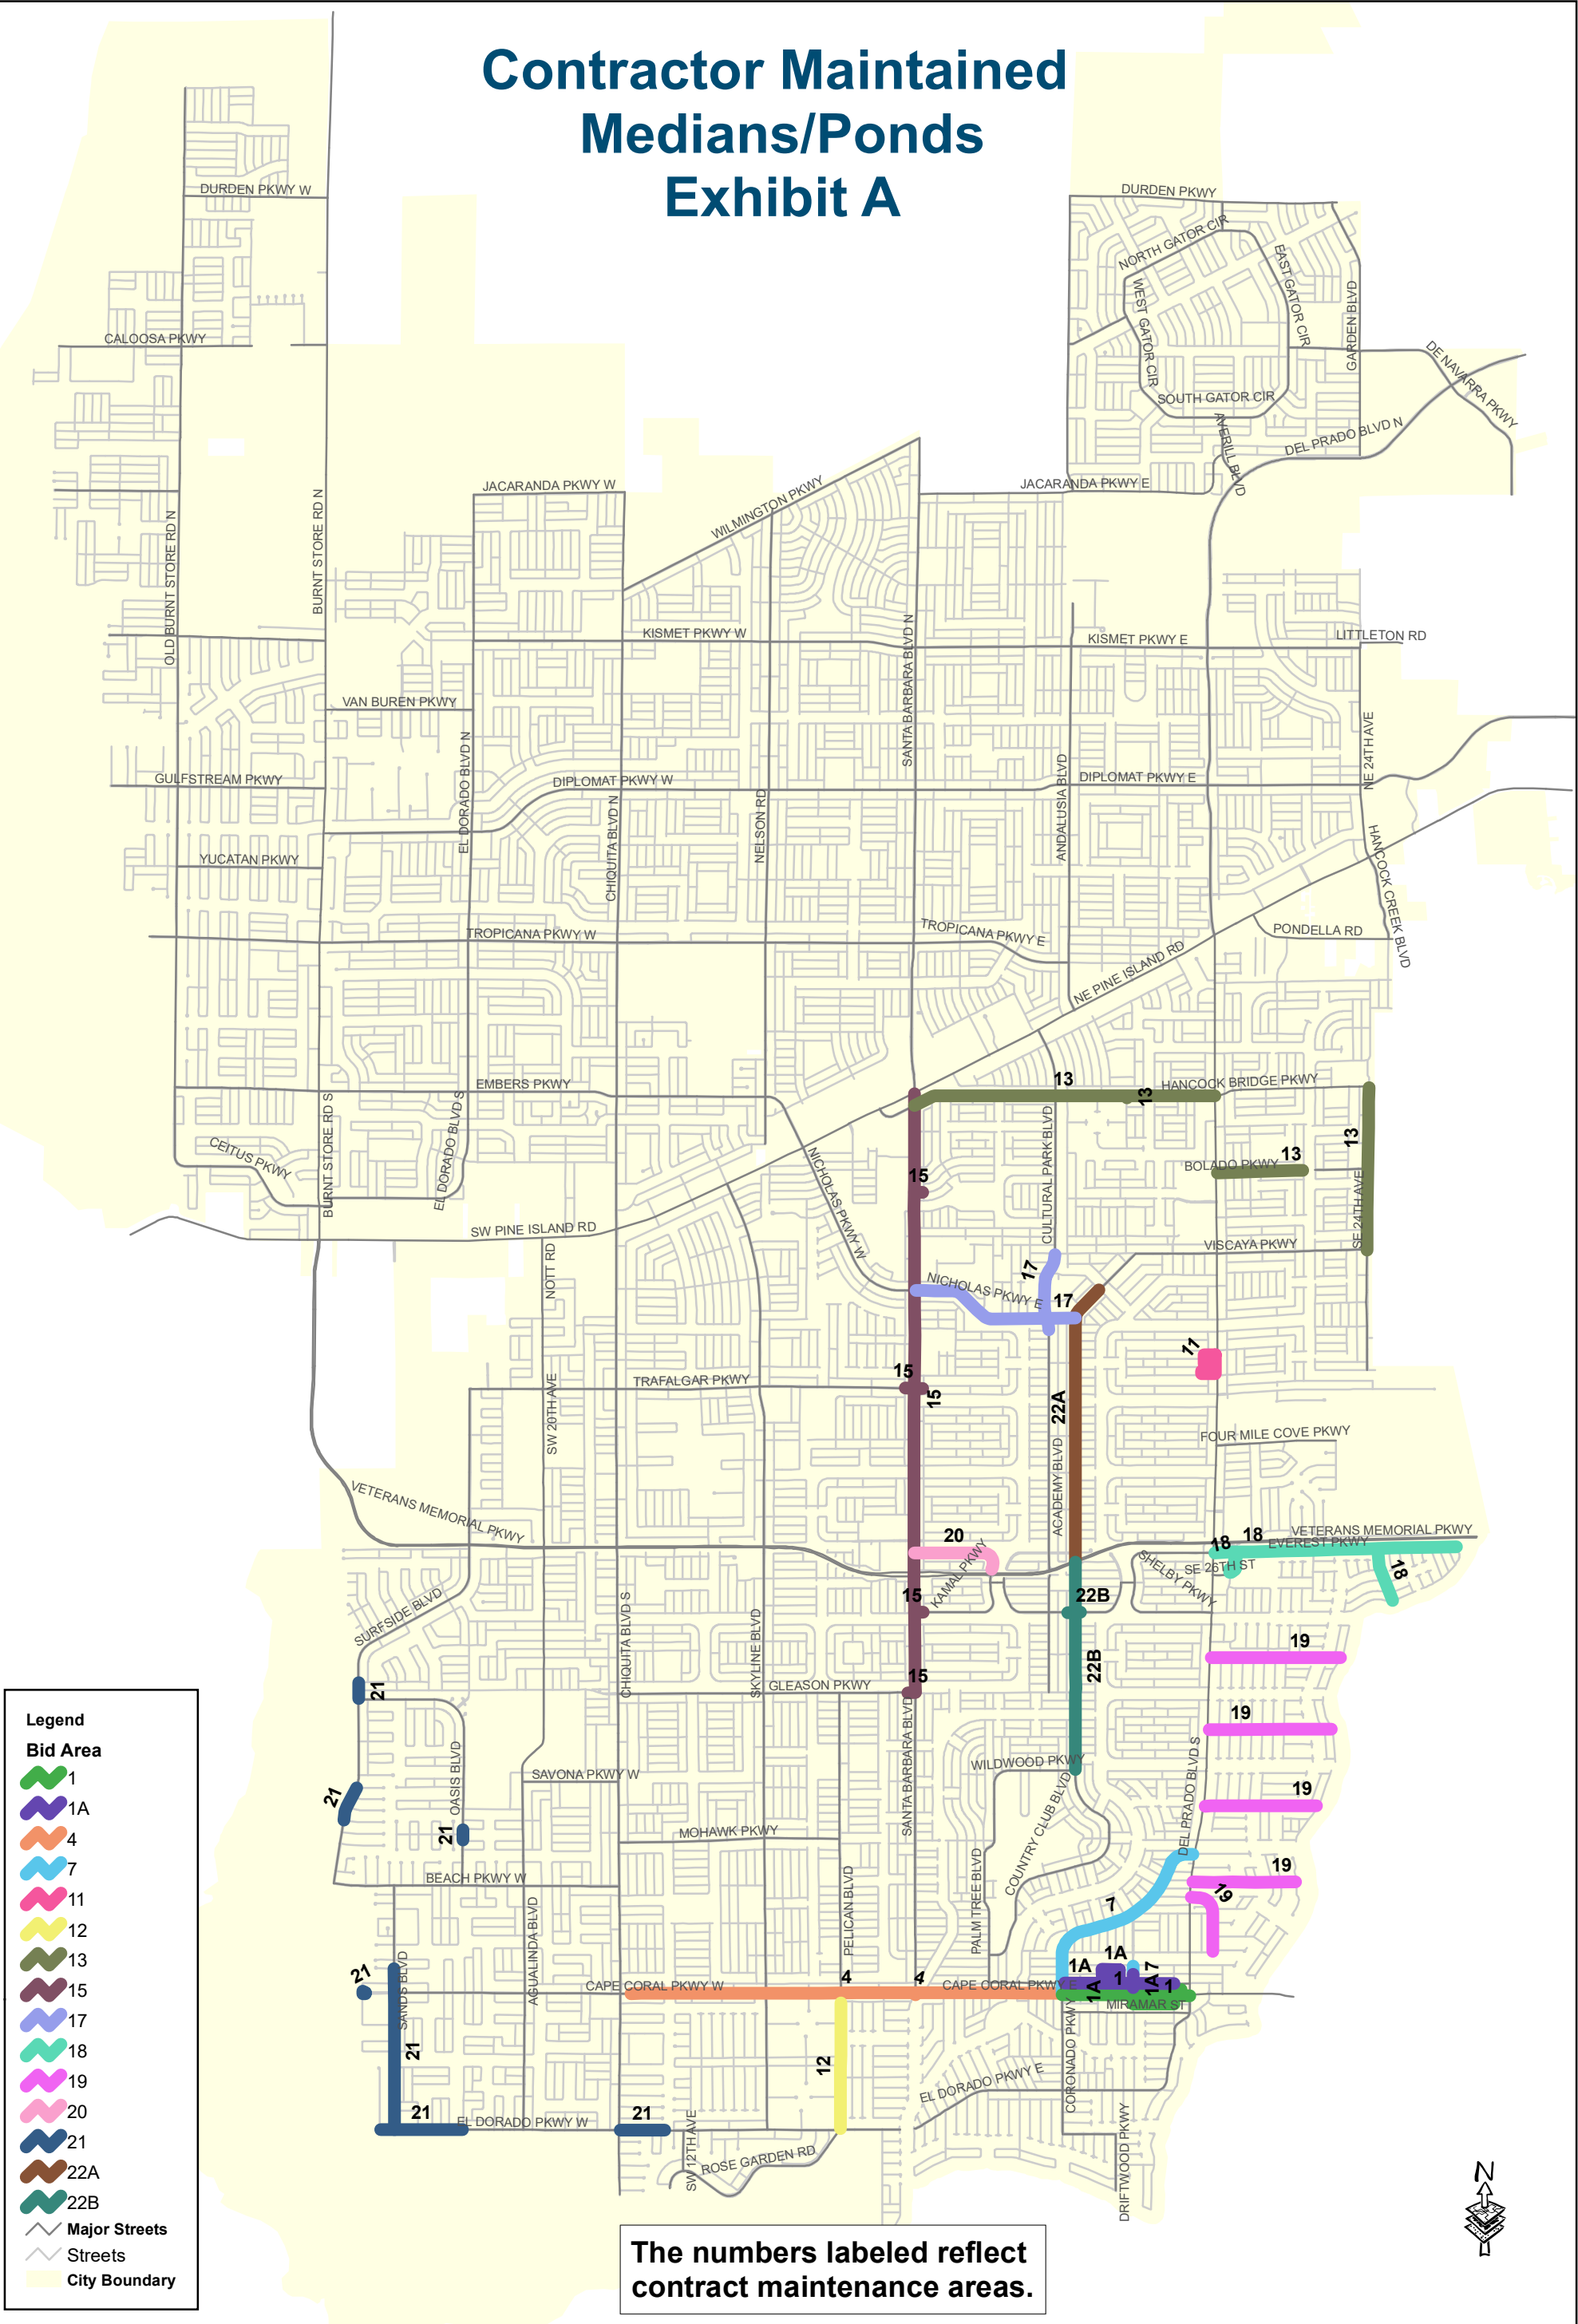 Contractor Maintained
Medians/Ponds
Exhibit A
DURDEN PKWY W
DURDEN PKWY
NORTH GATOR CIR
EAST GATOR CIR
WEST GATOR CIR
GARDEN BLVD
CALOOSA PKWY
DE NAVARRA PKWY
SOUTH GATOR CIR
AVERILL BLVD
DEL PRADO BLVD N
JACARANDA PKWY W
WILMINGTON PKWY
JACARANDA PKWY E
OLD BURNT STORE RD N
BURNT STORE RD N
KISMET PKWY W
SANTA BARBARA BLVD N
KISMET PKWY E
LITTLETON RD
VAN BUREN PKWY
GULFSTREAM PKWY
EL DORADO BLVD N
DIPLOMAT PKWY W
DIPLOMAT PKWY E
NE 24TH AVE
CHIQUITA BLVD N
NELSON RD
ANDALUSIA BLVD
YUCATAN PKWY
HANCOCK CREEK BLVD
TROPICANA PKWY W
TROPICANA PKWY E
PONDELLA RD
NE PINE ISLAND RD
EMBERS PKWY
13
HANCOCK BRIDGE PKWY
13
BURNT STORE RD S
EL DORADO BLVD S
CEITUS PKWY
NICHOLAS PKWY W
CULTURAL PARK BLVD
15
BOLADO PKWY
13
13
SE 24TH AVE
SW PINE ISLAND RD
NOTT RD
VISCAYA PKWY
17
NICHOLAS PKWY E
17
11
TRAFALGAR PKWY
15
15
SW 20TH AVE
22A
ACADEMY BLVD
FOUR MILE COVE PKWY
VETERANS MEMORIAL PKWY
20
KAMAL PKWY
18
18
VETERANS MEMORIAL PKWY
EVEREST PKWY
SE 26TH ST
18
SHELBY PKWY
15
22B
SURFSIDE BLVD
CHIQUITA BLVD S
SKYLINE BLVD
22B
19
21
GLEASON PKWY
15
SANTA BARBARA BLVD
19
OASIS BLVD
SAVONA PKWY W
WILDWOOD PKWY
DEL PRADO BLVD S
21
19
21
MOHAWK PKWY
COUNTRY CLUB BLVD
BEACH PKWY W
PELICAN BLVD
PALM TREE BLVD
19
19
7
AGUALINDA BLVD
SANDS BLVD
21
CAPE CORAL PKWY W
4
4
CAPE CORAL PKWY E
1A
1A
1A
1
1A
7
1
MIRAMAR ST
21
12
CORONADO PKWY
EL DORADO PKWY E
21
EL DORADO PKWY W
21
SW 12TH AVE
ROSE GARDEN RD
DRIFTWOOD PKWY
Legend
Bid Area
1
1A
4
7
11
12
13
15
17
18
19
20
21
22A
22B
Major Streets
Streets
City Boundary
N
The numbers labeled reflect
contract maintenance areas.